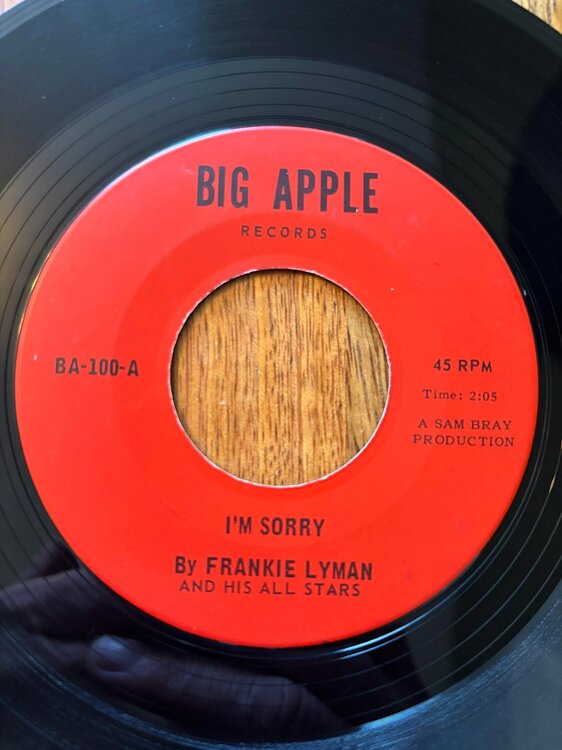 BIG APPLE
RECORDS
BA-100-A
45 RPM
Time: 2:05
A SAM BRAY
PRODUCTION
I'M SORRY
By FRANKIE LYMAN
AND HIS ALL STARS